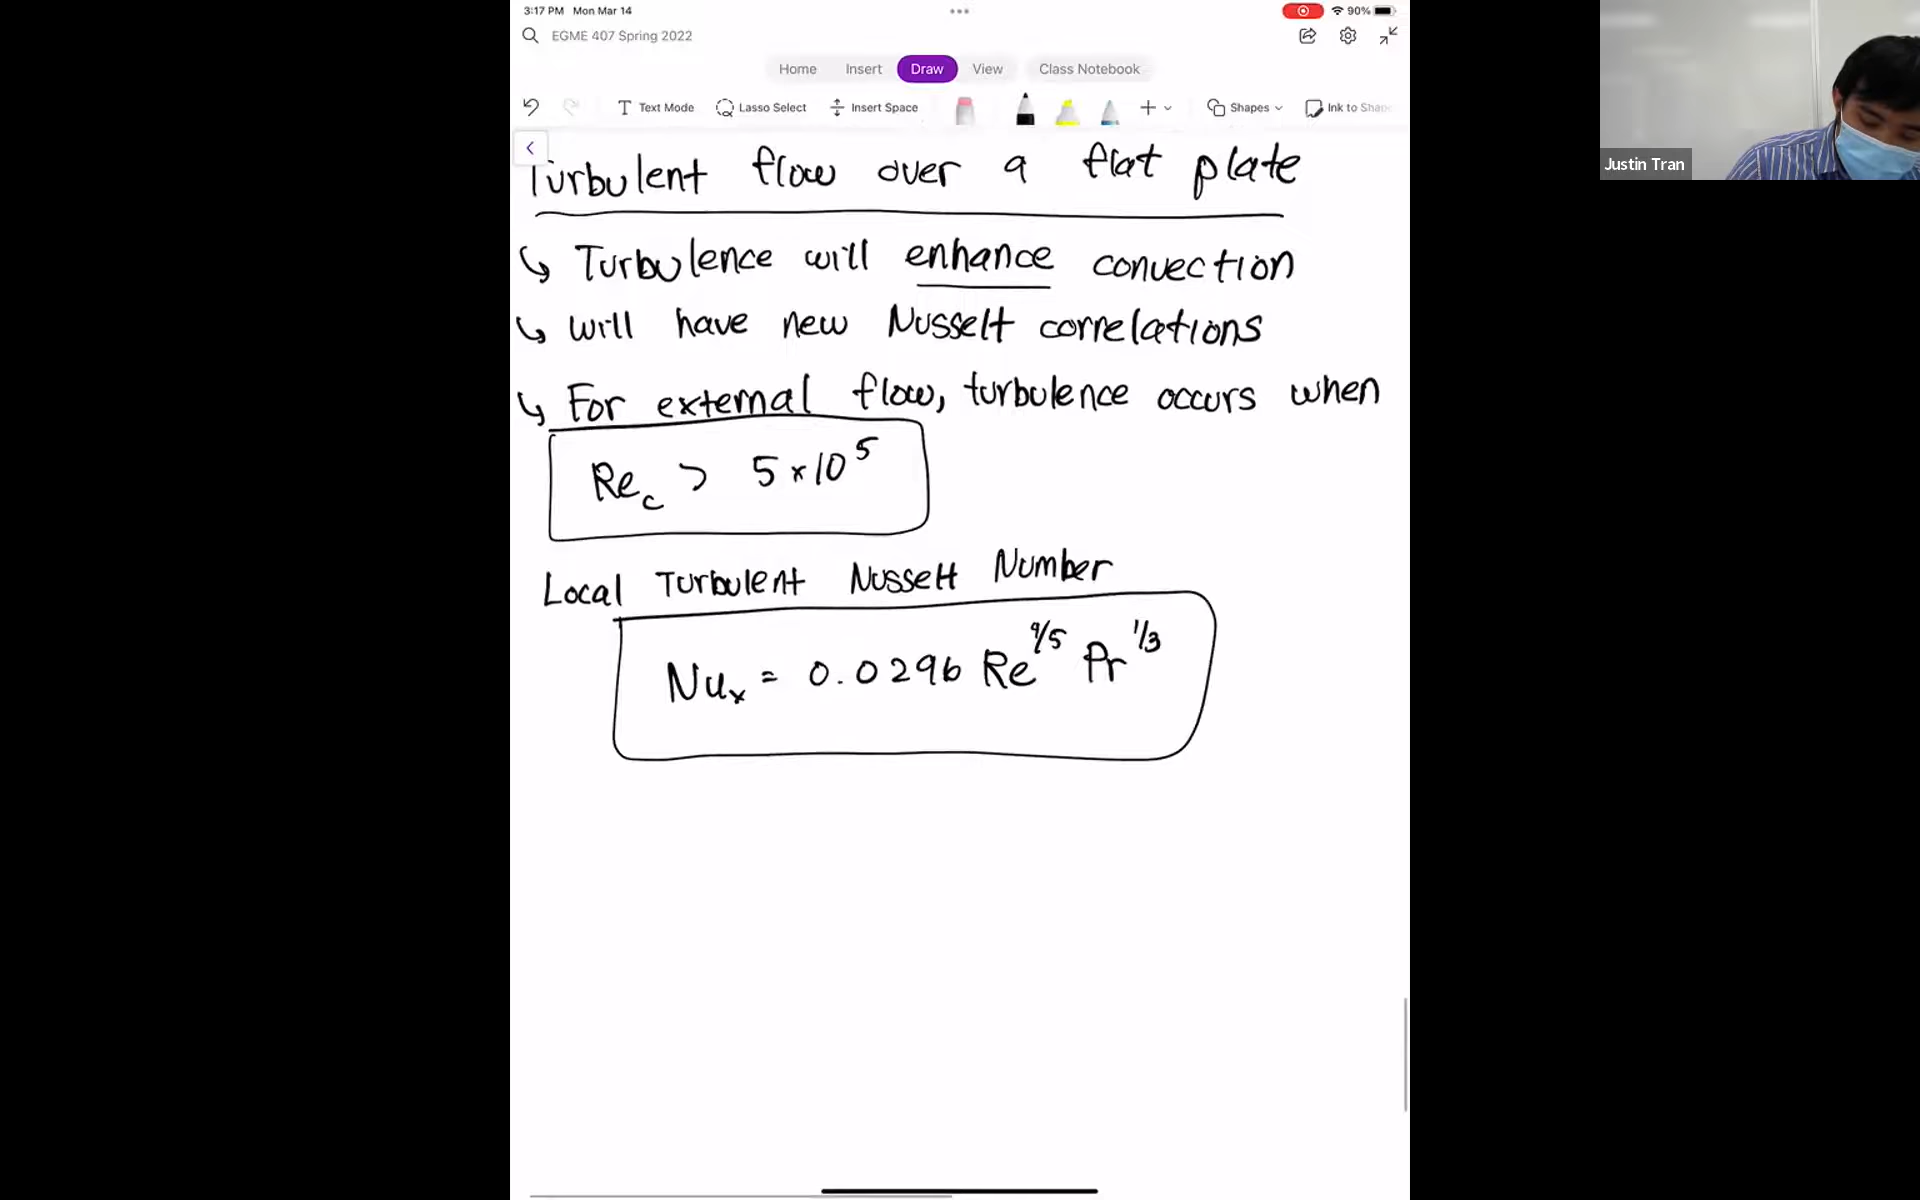 3:17 PM Mon Mar 14
90%
EGME 407 Spring 2022
Home Insert Draw View Class Notebook
Text Mode Lasso Select Insert Space Shapes Ink to Shap
Justin Tran
Turbulent flow over a flat plate
↳ Turbulence will enhance convection
↳ will have new Nusselt correlations
↳ For external flow, turbulence occurs when
Re_c > 5×10^5
Local Turbulent Nusselt Number
Nu_x = 0.0296 Re^4/5 Pr^1/3